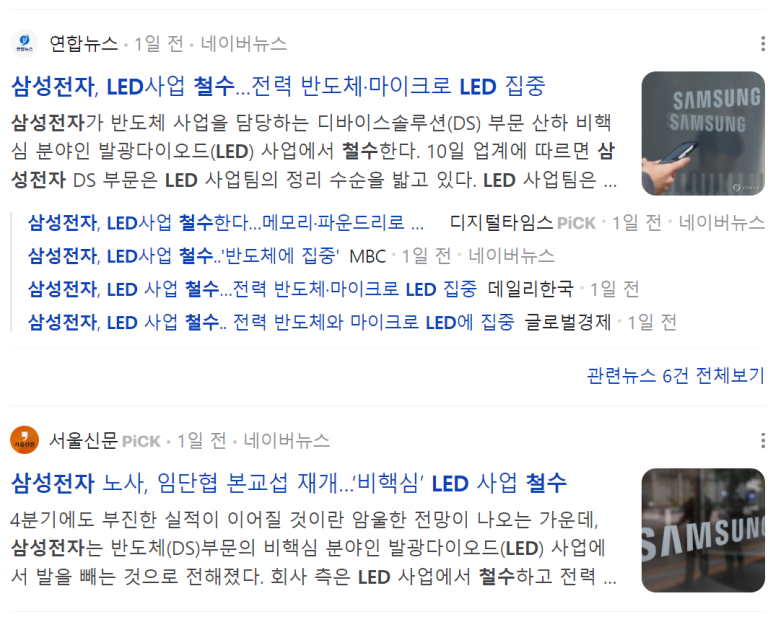 연합뉴스 · 1일 전 · 네이버뉴스
삼성전자, LED사업 철수...전력 반도체·마이크로 LED 집중
삼성전자가 반도체 사업을 담당하는 디바이스솔루션(DS) 부문 산하 비핵
심 분야인 발광다이오드(LED) 사업에서 철수한다. 10일 업계에 따르면 삼
성전자 DS 부문은 LED 사업팀의 정리 수순을 밟고 있다. LED 사업팀은 ...
SAMSUNG
SAMSUNG
삼성전자, LED사업 철수한다...메모리·파운드리로 ... 디지털타임스 PiCK · 1일 전 · 네이버뉴스
삼성전자, LED사업 철수..'반도체에 집중' MBC · 1일 전 · 네이버뉴스
삼성전자, LED 사업 철수...전력 반도체·마이크로 LED 집중 데일리한국 · 1일 전
삼성전자, LED 사업 철수.. 전력 반도체와 마이크로 LED에 집중 글로벌경제 · 1일 전
관련뉴스 6건 전체보기
서울신문 PiCK · 1일 전 · 네이버뉴스
삼성전자 노사, 임단협 본교섭 재개...'비핵심' LED 사업 철수
4분기에도 부진한 실적이 이어질 것이란 암울한 전망이 나오는 가운데,
삼성전자는 반도체(DS)부문의 비핵심 분야인 발광다이오드(LED) 사업에
서 발을 빼는 것으로 전해졌다. 회사 측은 LED 사업에서 철수하고 전력 ...
SAMSUNG